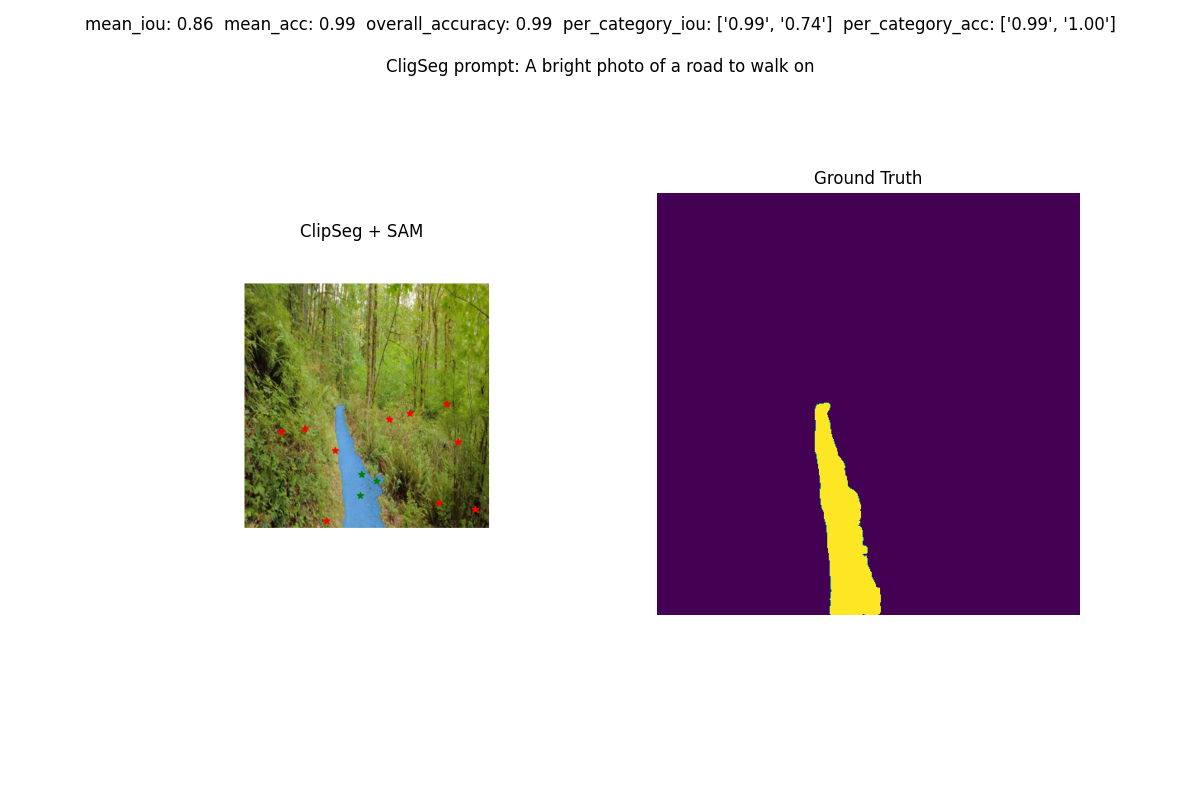 mean_iou: 0.86  mean_acc: 0.99  overall_accuracy: 0.99  per_category_iou: ['0.99', '0.74']  per_category_acc: ['0.99', '1.00']
CligSeg prompt: A bright photo of a road to walk on
Ground Truth
ClipSeg + SAM